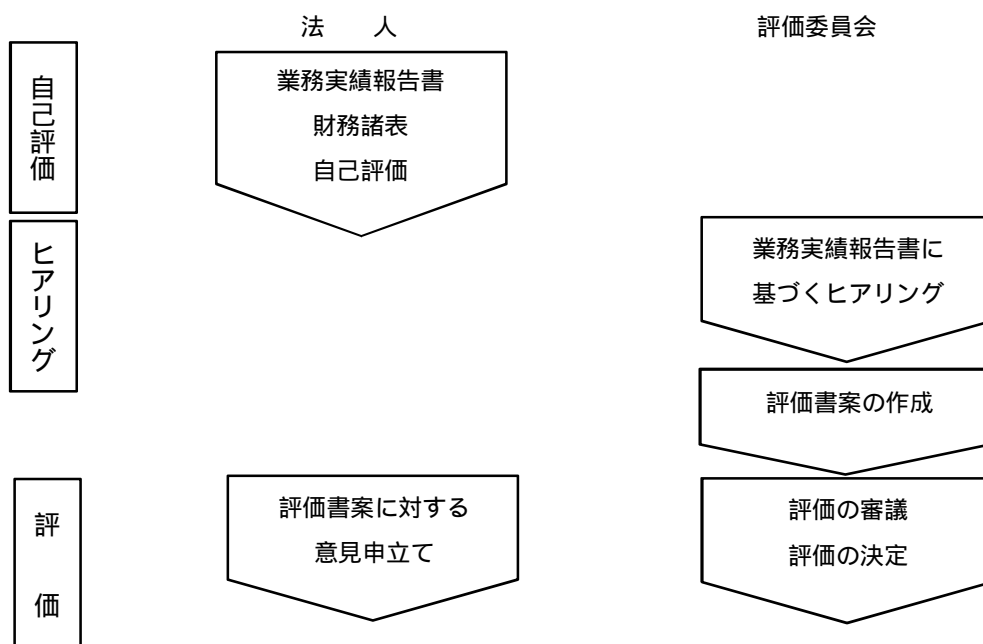 法　　人
評価委員会
自己評価
業務実績報告書
財務諸表
自己評価
ヒアリング
業務実績報告書に
基づくヒアリング
評価書案の作成
評　価
評価書案に対する
意見申立て
評価の審議
評価の決定